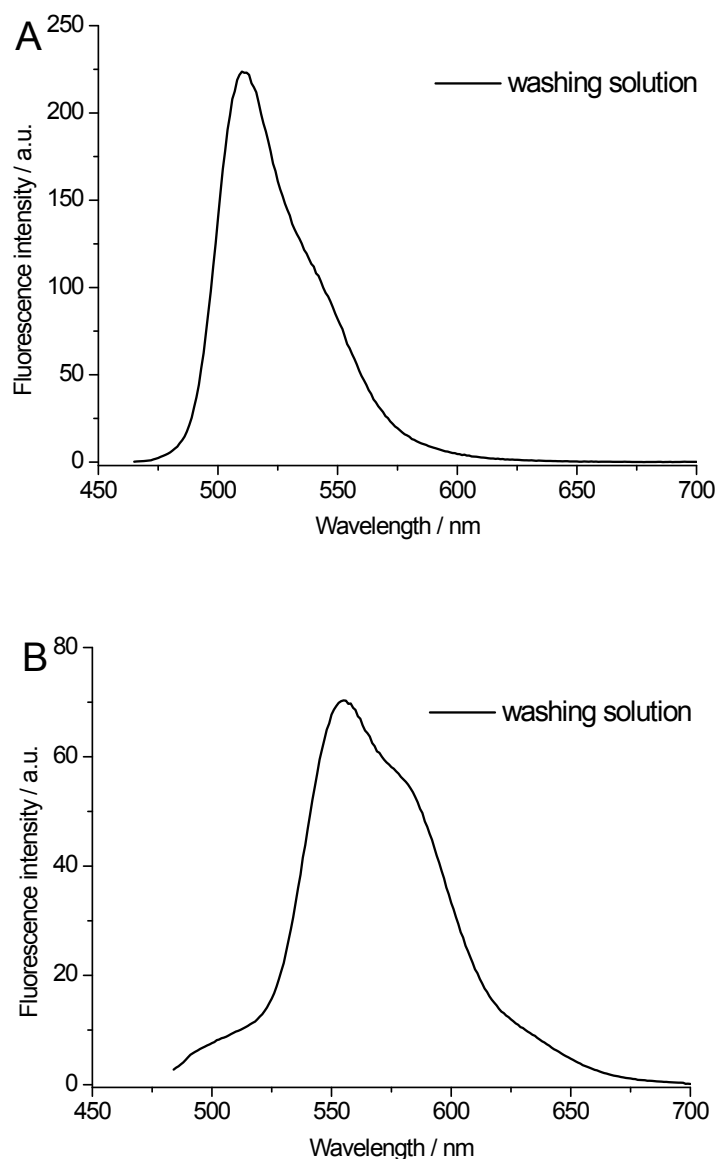 A
250
washing solution
200
150
100
50
0
Fluorescence intensity / a.u.
450 500 550 600 650 700
Wavelength / nm
B
80
washing solution
60
40
20
0
Fluorescence intensity / a.u.
450 500 550 600 650 700
Wavelength / nm